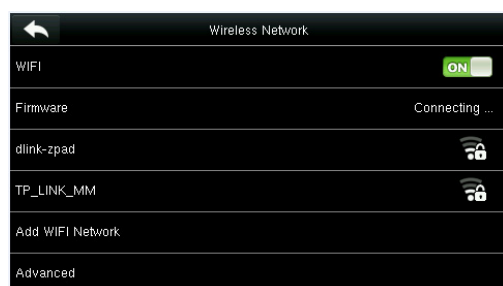 Wireless Network
WIFI ON
Firmware Connecting ...
dlink-zpad
TP_LINK_MM
Add WIFI Network
Advanced